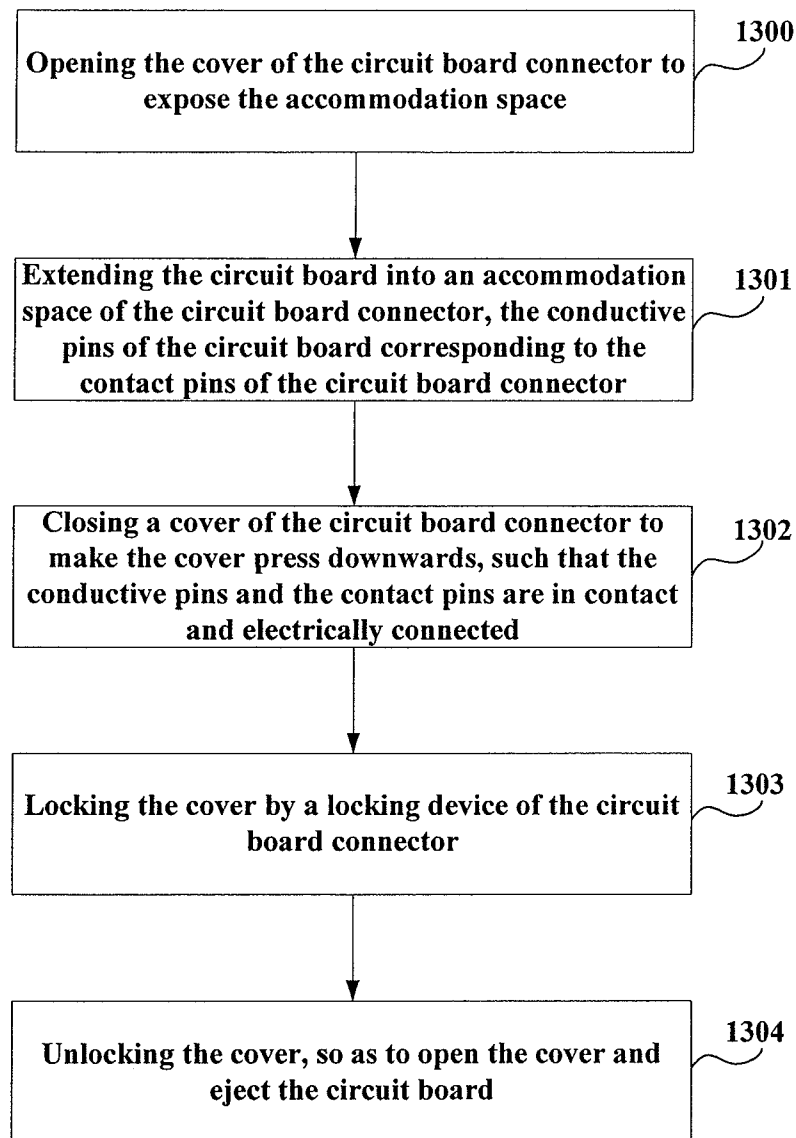 1300
Opening the cover of the circuit board connector to
expose the accommodation space
Extending the circuit board into an accommodation
space of the circuit board connector, the conductive
pins of the circuit board corresponding to the
contact pins of the circuit board connector
1301
Closing a cover of the circuit board connector to
make the cover press downwards, such that the
conductive pins and the contact pins are in contact
and electrically connected
1302
Locking the cover by a locking device of the circuit
board connector
1303
Unlocking the cover, so as to open the cover and
eject the circuit board
1304